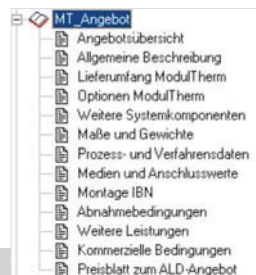 MT_Angebot
Angebotsübersicht
Allgemeine Beschreibung
Lieferumfang ModulTherm
Optionen ModulTherm
Weitere Systemkomponenten
Maße und Gewichte
Prozess- und Verfahrensdaten
Medien und Anschlusswerte
Montage IBN
Abnahmebedingungen
Weitere Leistungen
Kommerzielle Bedingungen
Preisblatt zum ALD-Angebot